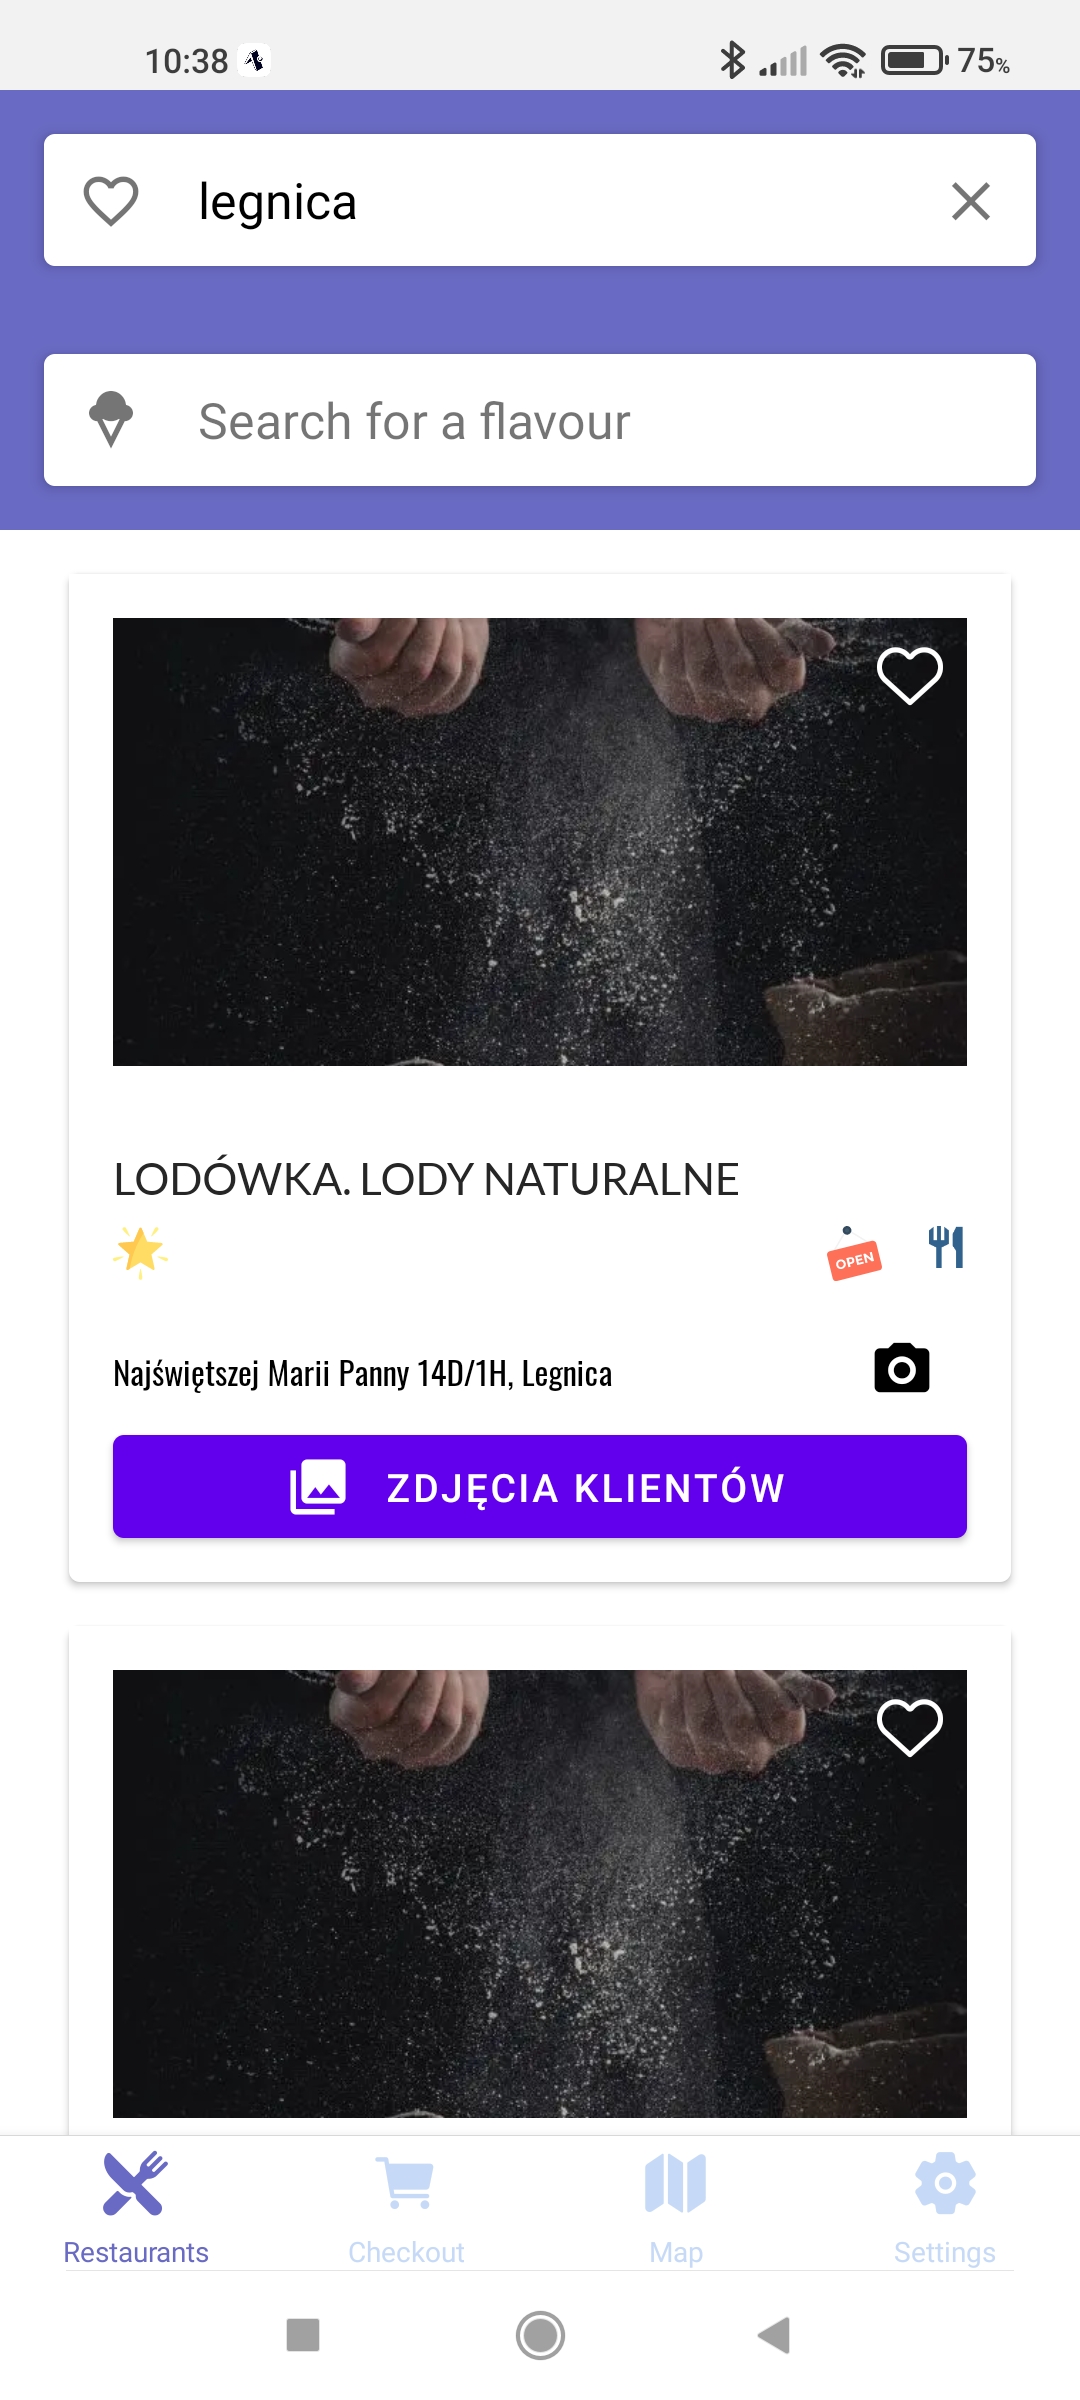 10:38
75%
legnica
Search for a flavour
LODÓWKA. LODY NATURALNE
OPEN
Najświętszej Marii Panny 14D/1H, Legnica
ZDJĘCIA KLIENTÓW
Restaurants
Checkout
Map
Settings